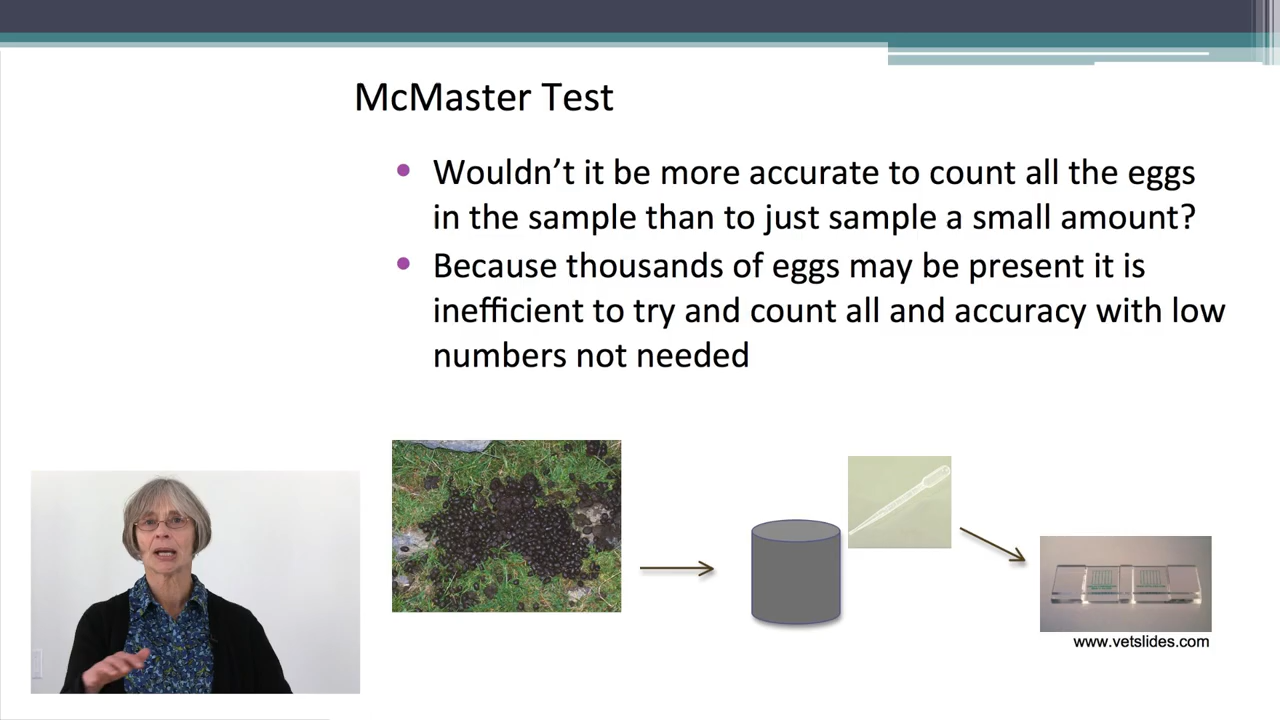 McMaster Test
• Wouldn’t it be more accurate to count all the eggs
in the sample than to just sample a small amount?
• Because thousands of eggs may be present it is
inefficient to try and count all and accuracy with low
numbers not needed
www.vetslides.com